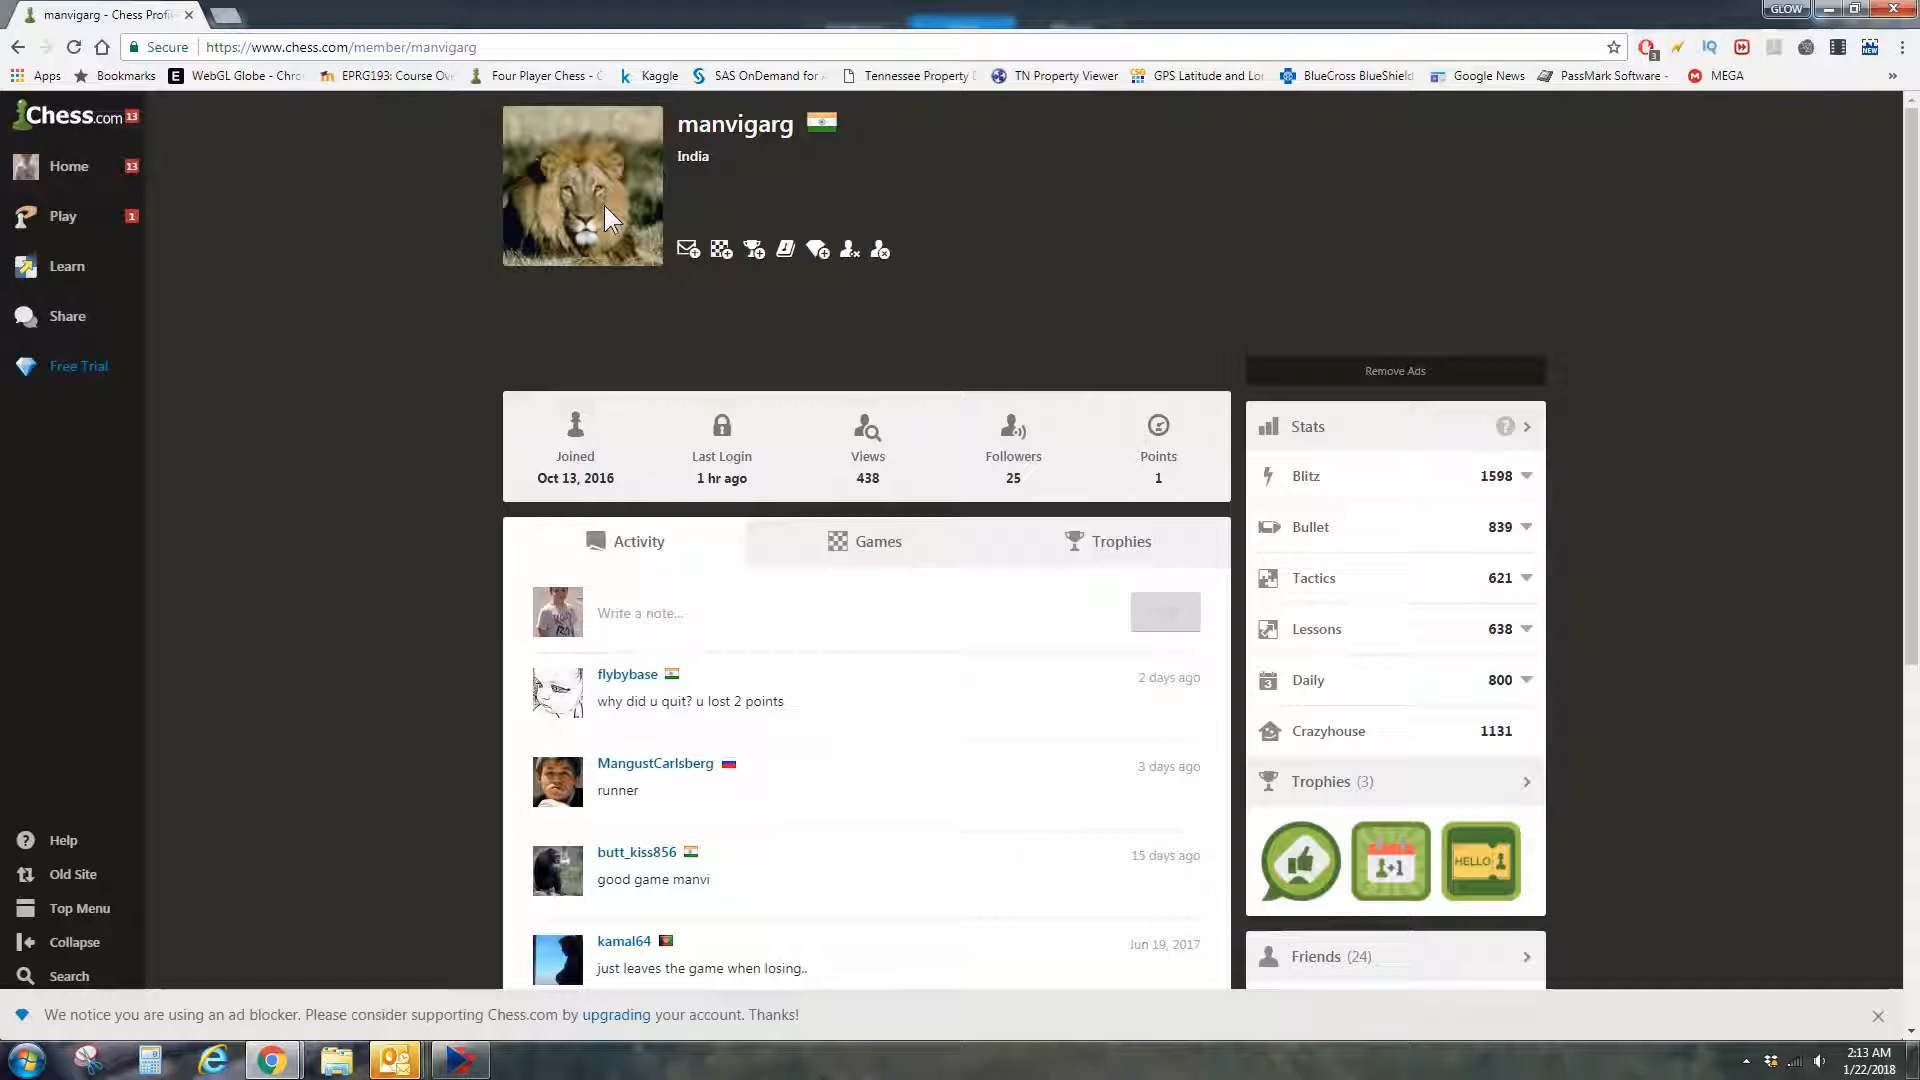 manvigarg - Chess Profi
GLOW
Secure https://www.chess.com/member/manvigarg
Apps Bookmarks WebGL Globe - Chro EPRG193: Course Ov Four Player Chess - C Kaggle SAS OnDemand for Tennessee Property TN Property Viewer GPS Latitude and Lo BlueCross BlueShield Google News PassMark Software - MEGA »
Chess.com 13
Home 13
Play 1
Learn
Share
Free Trial
Help
Old Site
Top Menu
Collapse
Search
manvigarg
India
Remove Ads
Joined
Oct 13, 2016
Last Login
1 hr ago
Views
438
Followers
25
Points
1
Activity Games Trophies
Write a note...
flybybase 2 days ago
why did u quit? u lost 2 points
MangustCarlsberg 3 days ago
runner
butt_kiss856 15 days ago
good game manvi
kamal64 Jun 19, 2017
just leaves the game when losing..
Stats ?
Blitz 1598
Bullet 839
Tactics 621
Lessons 638
Daily 800
Crazyhouse 1131
Trophies (3)
+1
HELLO
Friends (24)
We notice you are using an ad blocker. Please consider supporting Chess.com by upgrading your account. Thanks!
2:13 AM
1/22/2018